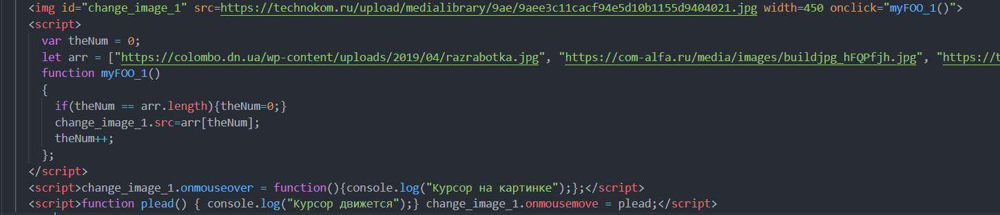 <img id="change_image_1" src=https://technokom.ru/upload/medialibrary/9ae/9aee3c11cacf94e5d10b1155d9404021.jpg width=450 onclick="myFOO_1()">
<script>
var theNum = 0;
let arr = ["https://colombo.dn.ua/wp-content/uploads/2019/04/razrabotka.jpg", "https://com-alfa.ru/media/images/buildjpg_hFQPfjh.jpg", "https://t
function myFOO_1()
{
if(theNum == arr.length){theNum=0;}
change_image_1.src=arr[theNum];
theNum++;
};
</script>
<script>change_image_1.onmouseover = function(){console.log("Курсор на картинке");};</script>
<script>function plead() { console.log("Курсор движется");} change_image_1.onmousemove = plead;</script>